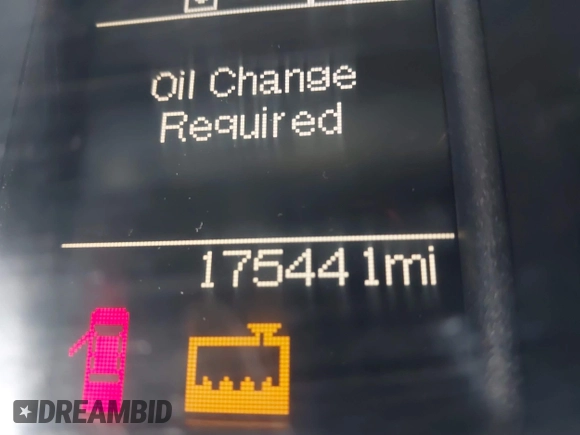 Oil Change
Required
175441mi
DREAMBID